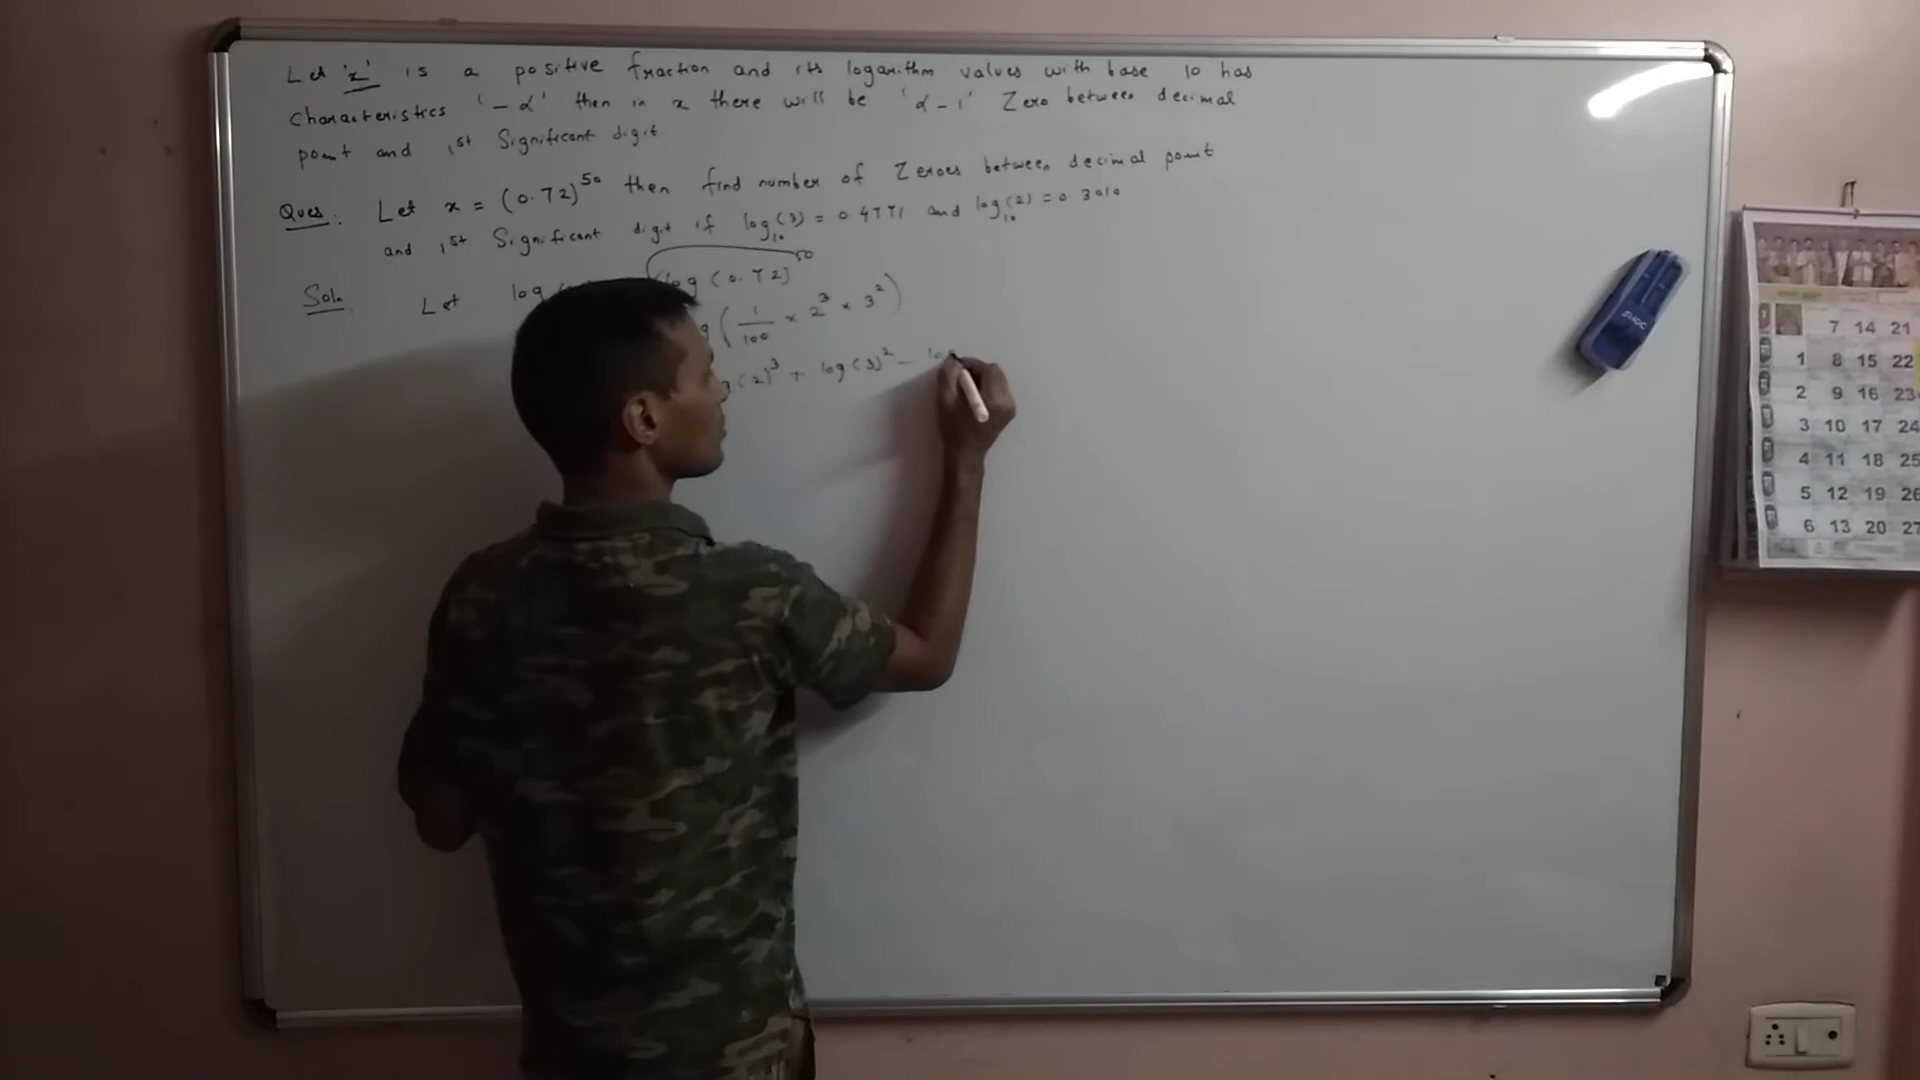 Let 'x' is a positive fraction and its logarithm values with base 10 has
characteristics '-α' then in x there will be 'α-1' Zero between decimal
point and 1st Significant digit.
Ques: Let x = (0.72)^50 then find number of Zeroes between decimal point
and 1st Significant digit if log₁₀(3) = 0.4771 and log₁₀(2) = 0.3010
Soln. Let log (0.72)^50
( 1/100 × 2³ × 3² )
(2)³ + log(3)² - log
7 14 21
1 8 15 22
2 9 16 23
3 10 17 24
4 11 18 25
5 12 19 26
6 13 20 27